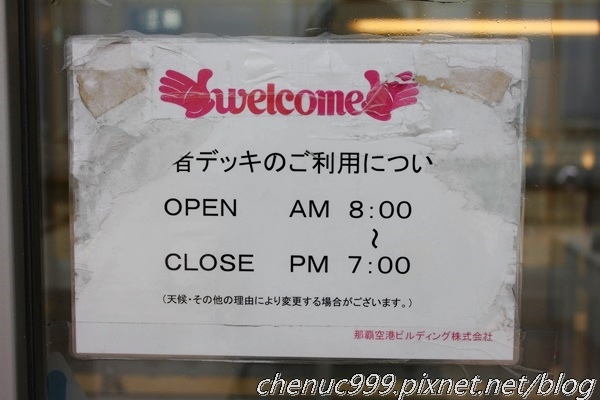 welcome
者デッキのご利用につい
OPEN AM 8:00
~
CLOSE PM 7:00
(天候・その他の理由により変更する場合がございます。)
那覇空港ビルディング株式会社
chenuc999.pixnet.net/blog